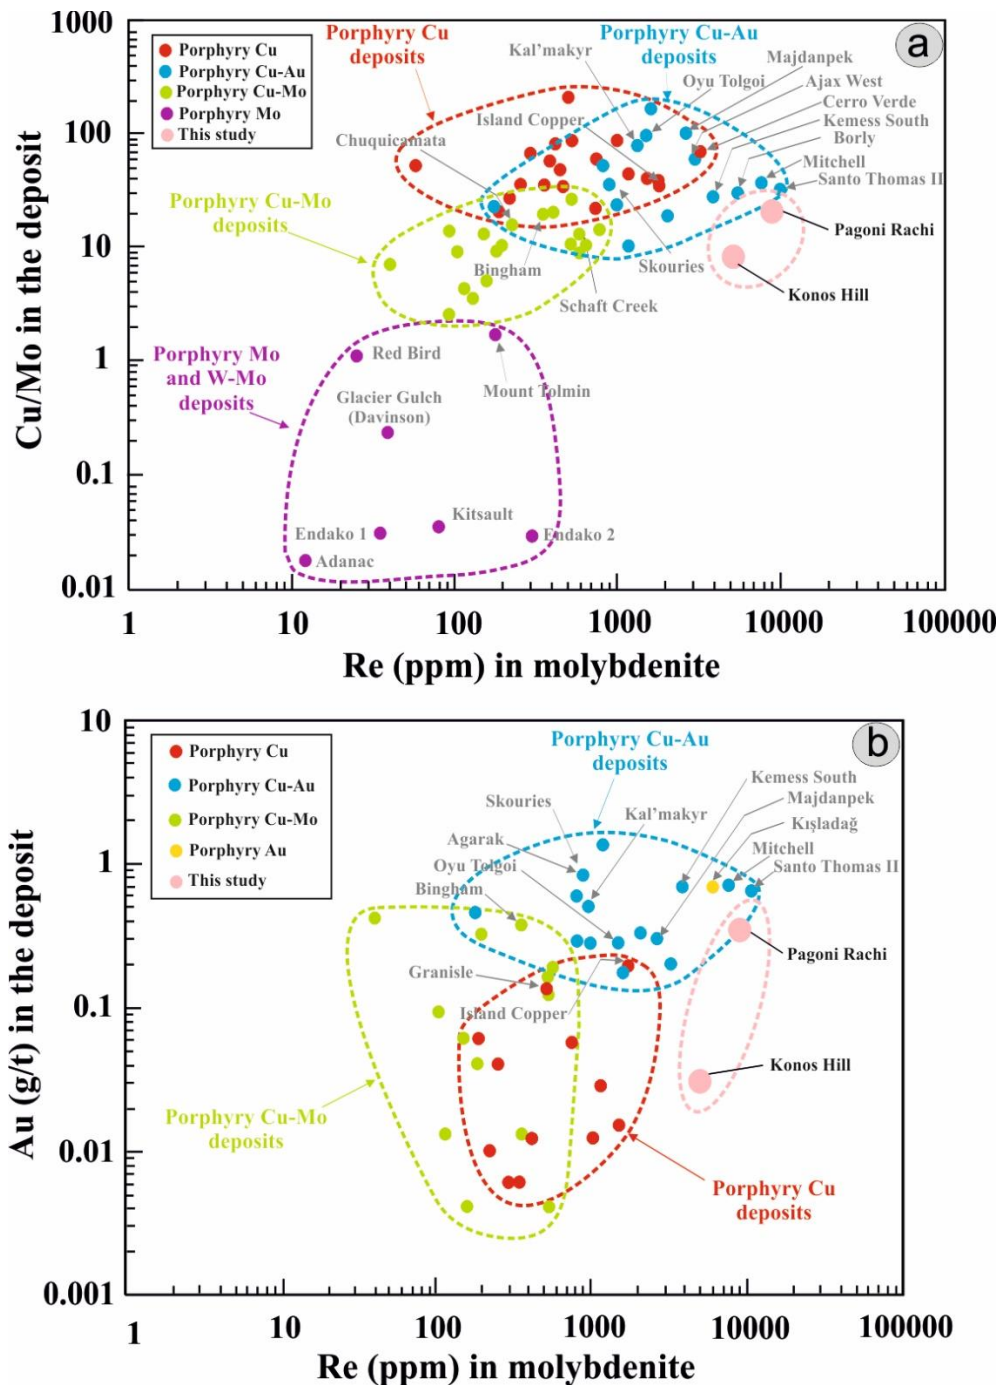 1000
100
10
1
0.1
0.01
Cu/Mo in the deposit
a
Porphyry Cu
Porphyry Cu-Au
Porphyry Cu-Mo
Porphyry Mo
This study
Porphyry Cu
deposits
Porphyry Cu-Au
deposits
Kal'makyr
Majdanpek
Oyu Tolgoi
Ajax West
Island Copper
Cerro Verde
Kemess South
Chuquicamata
Borly
Mitchell
Santo Thomas II
Porphyry Cu-Mo
deposits
Pagoni Rachi
Bingham
Skouries
Konos Hill
Schaft Creek
Porphyry Mo
and W-Mo
deposits
Red Bird
Mount Tolmin
Glacier Gulch
(Davinson)
Kitsault
Endako 1
Endako 2
Adanac
1
10
100
1000
10000
100000
Re (ppm) in molybdenite
10
1
0.1
0.01
0.001
Au (g/t) in the deposit
b
Porphyry Cu
Porphyry Cu-Au
Porphyry Cu-Mo
Porphyry Au
This study
Porphyry Cu-Au
deposits
Kemess South
Skouries
Majdanpek
Kal'makyr
Kışladağ
Agarak
Mitchell
Oyu Tolgoi
Santo Thomas II
Bingham
Pagoni Rachi
Granisle
Island Copper
Konos Hill
Porphyry Cu-Mo
deposits
Porphyry Cu
deposits
1
10
100
1000
10000
100000
Re (ppm) in molybdenite